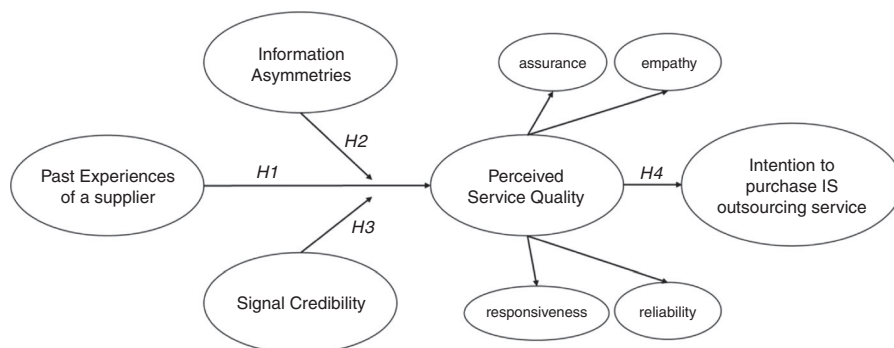 Information
Asymmetries
assurance
empathy
H2
Past Experiences
of a supplier
H1
Perceived
Service Quality
H4
Intention to
purchase IS
outsourcing service
H3
Signal Credibility
responsiveness
reliability